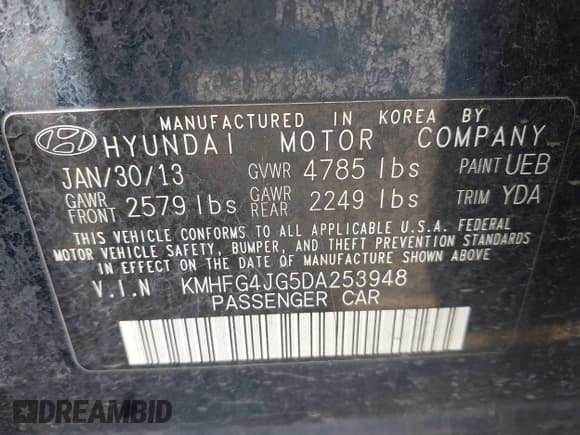 MANUFACTURED IN KOREA BY
HYUNDAI MOTOR COMPANY
JAN/30/13 GVWR 4785 lbs PAINT UEB
GAWR FRONT 2579 lbs GAWR REAR 2249 lbs TRIM YDA
THIS VEHICLE CONFORMS TO ALL APPLICABLE U.S.A. FEDERAL
MOTOR VEHICLE SAFETY, BUMPER, AND THEFT PREVENTION STANDARDS
IN EFFECT ON THE DATE OF MANUFACTURE SHOWN ABOVE.
V.I.N KMHFG4JG5DA253948
PASSENGER CAR
DREAMBID